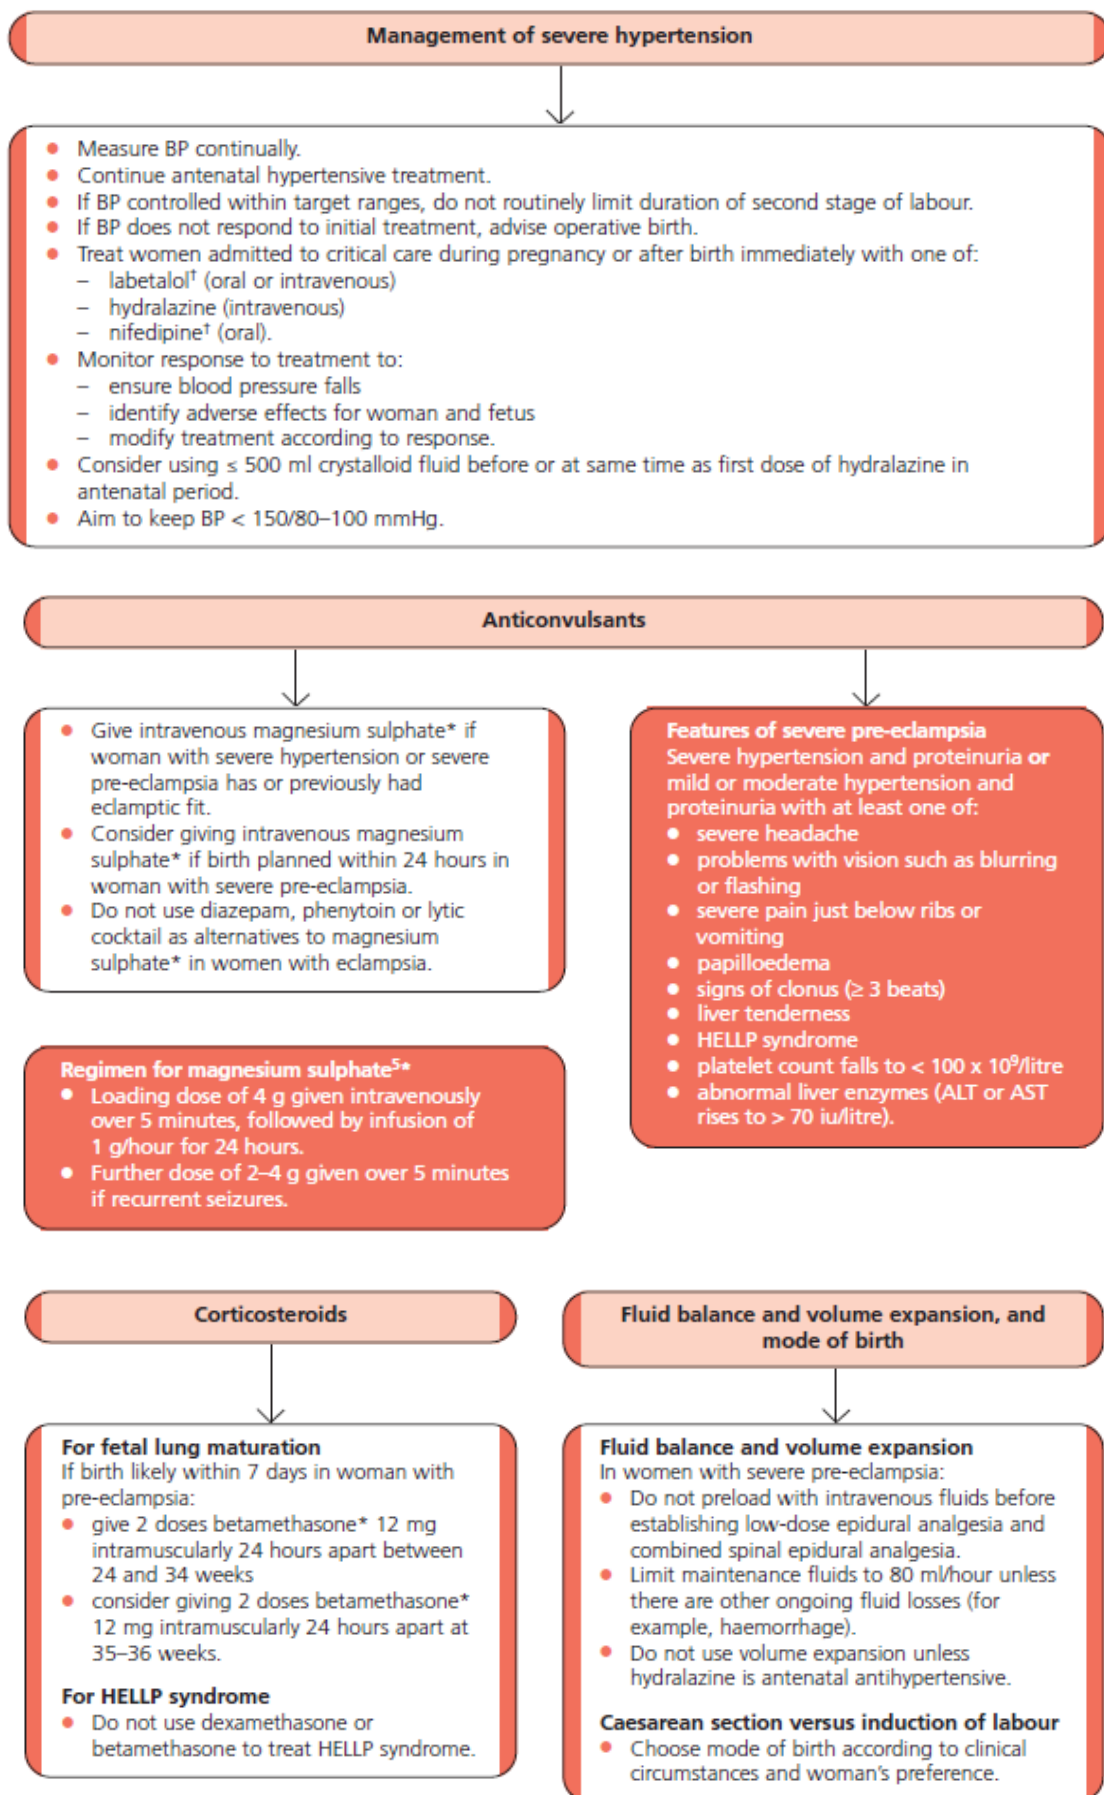 Management of severe hypertension
● Measure BP continually.
● Continue antenatal hypertensive treatment.
● If BP controlled within target ranges, do not routinely limit duration of second stage of labour.
● If BP does not respond to initial treatment, advise operative birth.
● Treat women admitted to critical care during pregnancy or after birth immediately with one of:
– labetalol† (oral or intravenous)
– hydralazine (intravenous)
– nifedipine† (oral).
● Monitor response to treatment to:
– ensure blood pressure falls
– identify adverse effects for woman and fetus
– modify treatment according to response.
● Consider using ≤ 500 ml crystalloid fluid before or at same time as first dose of hydralazine in
antenatal period.
● Aim to keep BP < 150/80–100 mmHg.
Anticonvulsants
● Give intravenous magnesium sulphate* if
woman with severe hypertension or severe
pre-eclampsia has or previously had
eclamptic fit.
● Consider giving intravenous magnesium
sulphate* if birth planned within 24 hours in
woman with severe pre-eclampsia.
● Do not use diazepam, phenytoin or lytic
cocktail as alternatives to magnesium
sulphate* in women with eclampsia.
Regimen for magnesium sulphate⁵*
● Loading dose of 4 g given intravenously
over 5 minutes, followed by infusion of
1 g/hour for 24 hours.
● Further dose of 2–4 g given over 5 minutes
if recurrent seizures.
Features of severe pre-eclampsia
Severe hypertension and proteinuria or
mild or moderate hypertension and
proteinuria with at least one of:
● severe headache
● problems with vision such as blurring
or flashing
● severe pain just below ribs or
vomiting
● papilloedema
● signs of clonus (≥ 3 beats)
● liver tenderness
● HELLP syndrome
● platelet count falls to < 100 x 10⁹/litre
● abnormal liver enzymes (ALT or AST
rises to > 70 iu/litre).
Corticosteroids
For fetal lung maturation
If birth likely within 7 days in woman with
pre-eclampsia:
● give 2 doses betamethasone* 12 mg
intramuscularly 24 hours apart between
24 and 34 weeks
● consider giving 2 doses betamethasone*
12 mg intramuscularly 24 hours apart at
35–36 weeks.
For HELLP syndrome
● Do not use dexamethasone or
betamethasone to treat HELLP syndrome.
Fluid balance and volume expansion, and
mode of birth
Fluid balance and volume expansion
In women with severe pre-eclampsia:
● Do not preload with intravenous fluids before
establishing low-dose epidural analgesia and
combined spinal epidural analgesia.
● Limit maintenance fluids to 80 ml/hour unless
there are other ongoing fluid losses (for
example, haemorrhage).
● Do not use volume expansion unless
hydralazine is antenatal antihypertensive.
Caesarean section versus induction of labour
● Choose mode of birth according to clinical
circumstances and woman's preference.